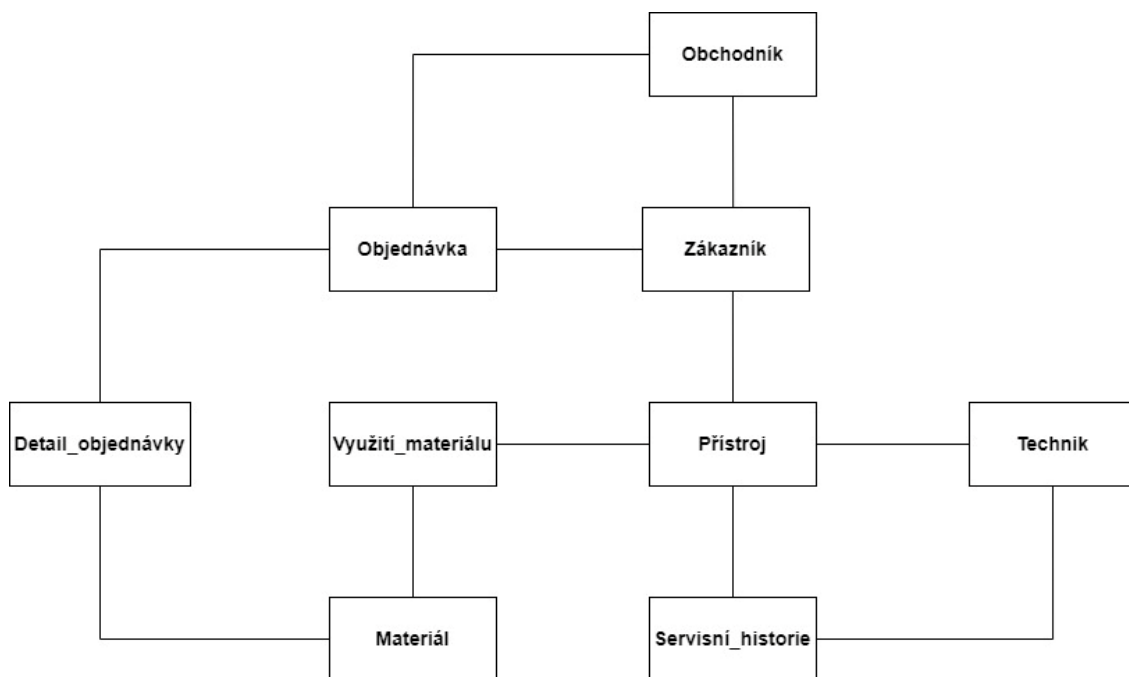 Obchodník
Objednávka
Zákazník
Detail_objednávky
Využití_materiálu
Přístroj
Technik
Materiál
Servisní_historie